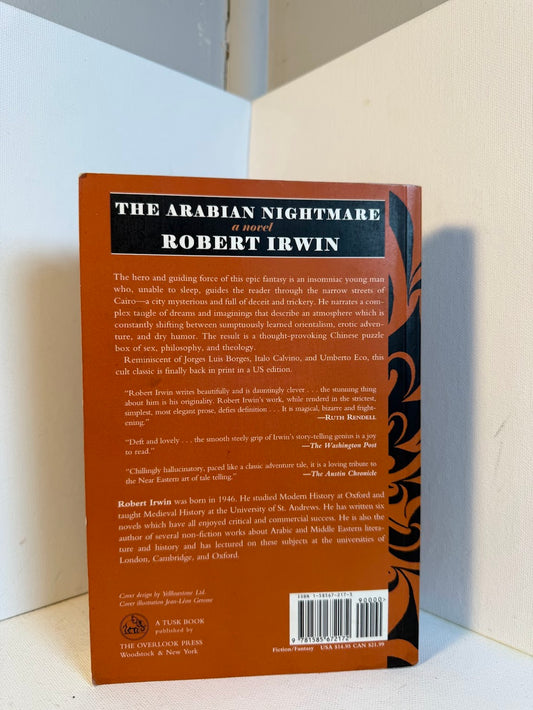 THE ARABIAN NIGHTMARE
a novel
ROBERT IRWIN
The hero and guiding force of this epic fantasy is an insomniac young man
who, unable to sleep, guides the reader through the narrow streets of
Cairo—a city mysterious and full of deceit and trickery. He narrates a com-
plex tangle of dreams and imaginings that describe an atmosphere which is
constantly shifting between sumptuously learned orientalism, erotic adven-
ture, and dry humor. The result is a thought-provoking Chinese puzzle
box of sex, philosophy, and theology.
Reminiscent of Jorges Luis Borges, Italo Calvino, and Umberto Eco, this
cult classic is finally back in print in a US edition.
“Robert Irwin writes beautifully and is dauntingly clever . . . the stunning thing
about him is his originality. Robert Irwin's work, while rendered in the strictest,
simplest, most elegant prose, defies definition . . . It is magical, bizarre and fright-
ening.”
—RUTH RENDELL
“Deft and lovely . . . the smooth steely grip of Irwin's story-telling genius is a joy
to read.”
—The Washington Post
“Chillingly hallucinatory, paced like a classic adventure tale, it is a loving tribute to
the Near Eastern art of tale telling.”
—The Austin Chronicle
Robert Irwin was born in 1946. He studied Modern History at Oxford and
taught Medieval History at the University of St. Andrews. He has written six
novels which have all enjoyed critical and commercial success. He is also the
author of several non-fiction works about Arabic and Middle Eastern litera-
ture and history and has lectured on these subjects at the universities of
London, Cambridge, and Oxford.
Cover design by Yellowstone Ltd.
Cover illustration Jean-Léon Gerome
A TUSK BOOK
published by
THE OVERLOOK PRESS
Woodstock & New York
ISBN 1-58567-217-3
90000>
9 781585 672172
Fiction/Fantasy USA $14.95 CAN $21.99